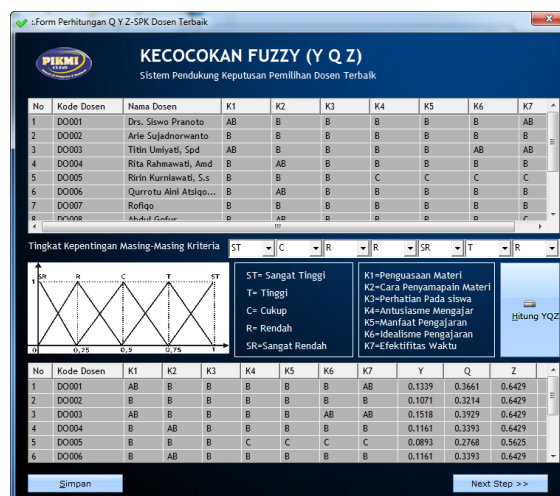 :.Form Perhitungan Q Y Z-SPK Dosen Terbaik
PIKMI
KECOCOKAN FUZZY (Y Q Z)
Sistem Pendukung Keputusan Pemilihan Dosen Terbaik
No Kode Dosen Nama Dosen K1 K2 K3 K4 K5 K6 K7
1 DO001 Drs. Siswo Pranoto AB B B B B B AB
2 DO002 Arie Sujadnorwanto B B B B B B B
3 DO003 Titin Umiyati, Spd AB B B B B AB AB
4 DO004 Rita Rahmawati, Amd B AB B B B B B
5 DO005 Ririn Kurniawati, S.s B B B C C C C
6 DO006 Qurrotu Aini Atsiqo... B AB B B B B B
7 DO007 Rofiqo B B B B B B B
8 DO008 Abdul Gofur B AB B B B B B
Tingkat Kepentingan Masing-Masing Kriteria ST C R R SR T R
SR R C T ST
1
0 0,25 0,5 0,75 1
ST= Sangat Tinggi
T= Tinggi
C= Cukup
R= Rendah
SR=Sangat Rendah
K1=Penguasaan Materi
K2=Cara Penyamapain Materi
K3=Perhatian Pada siswa
K4=Antusiasme Mengajar
K5=Manfaat Pengajaran
K6=Idealisme Pengajaran
K7=Efektifitas Waktu
Hitung YQZ
No Kode Dosen K1 K2 K3 K4 K5 K6 K7 Y Q Z
1 DO001 AB B B B B B AB 0.1339 0.3661 0.6429
2 DO002 B B B B B B B 0.1071 0.3214 0.6429
3 DO003 AB B B B B AB AB 0.1518 0.3929 0.6429
4 DO004 B AB B B B B B 0.1161 0.3393 0.6429
5 DO005 B B B C C C C 0.0893 0.2768 0.5625
6 DO006 B AB B B B B B 0.1161 0.3393 0.6429
Simpan
Next Step >>